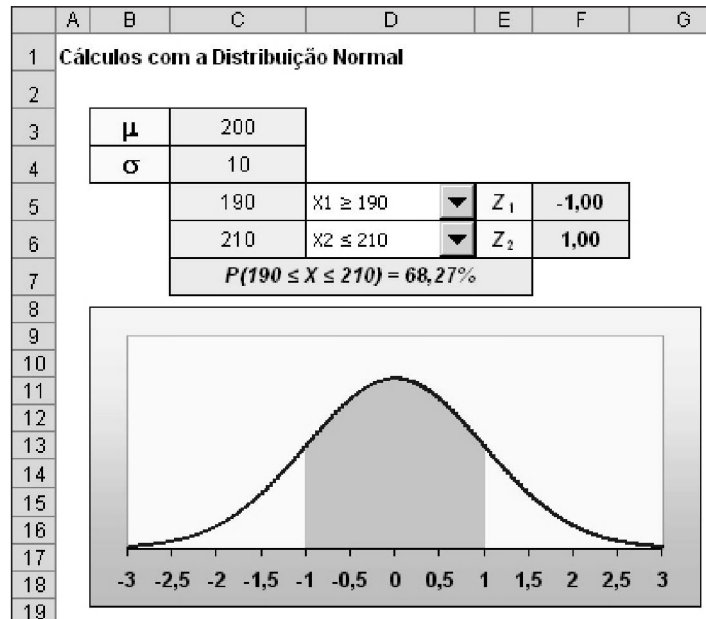 A B C D E F G
1 Cálculos com a Distribuição Normal
2
3 μ 200
4 σ 10
5 190 X1 ≥ 190 Z₁ -1,00
6 210 X2 ≤ 210 Z₂ 1,00
7 P(190 ≤ X ≤ 210) = 68,27%
8
9
10
11
12
13
14
15
16
17
18 -3 -2,5 -2 -1,5 -1 -0,5 0 0,5 1 1,5 2 2,5 3
19